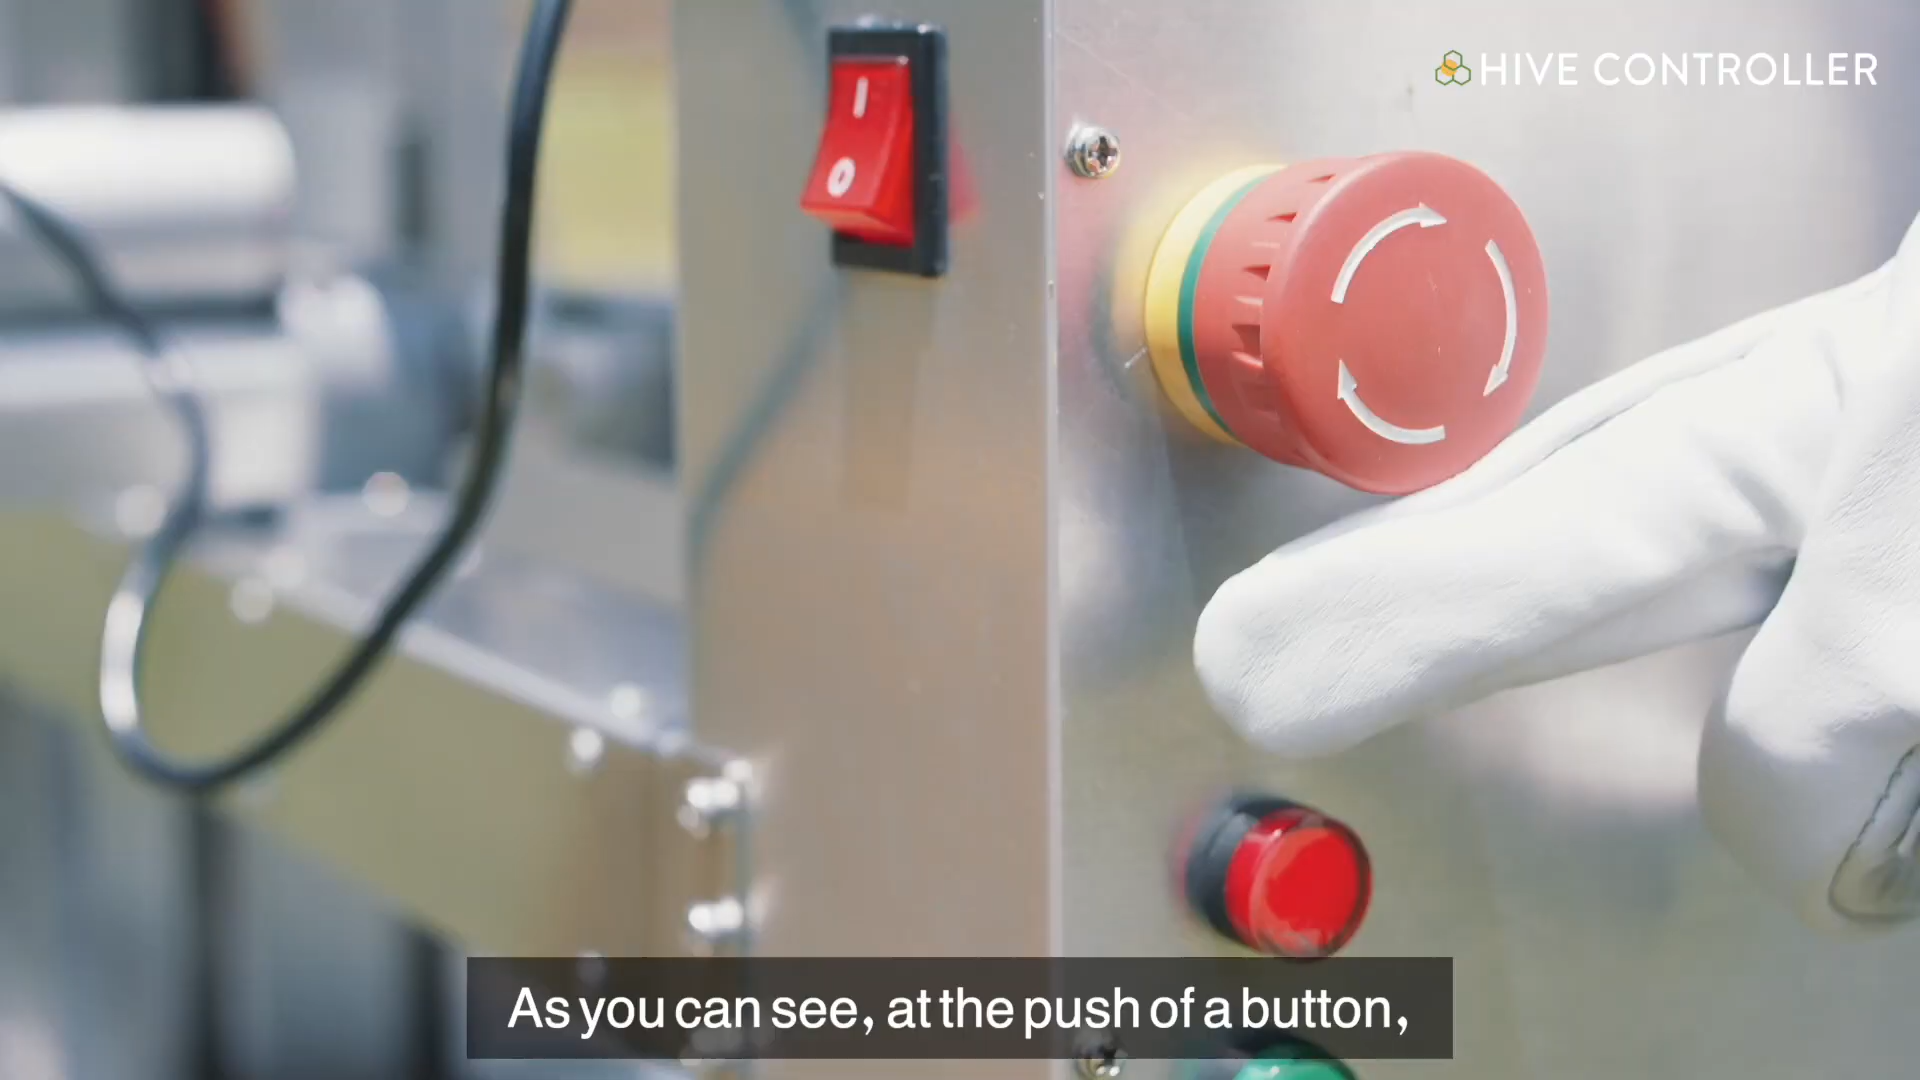 HIVE CONTROLLER
I
O
As you can see, at the push of a button,